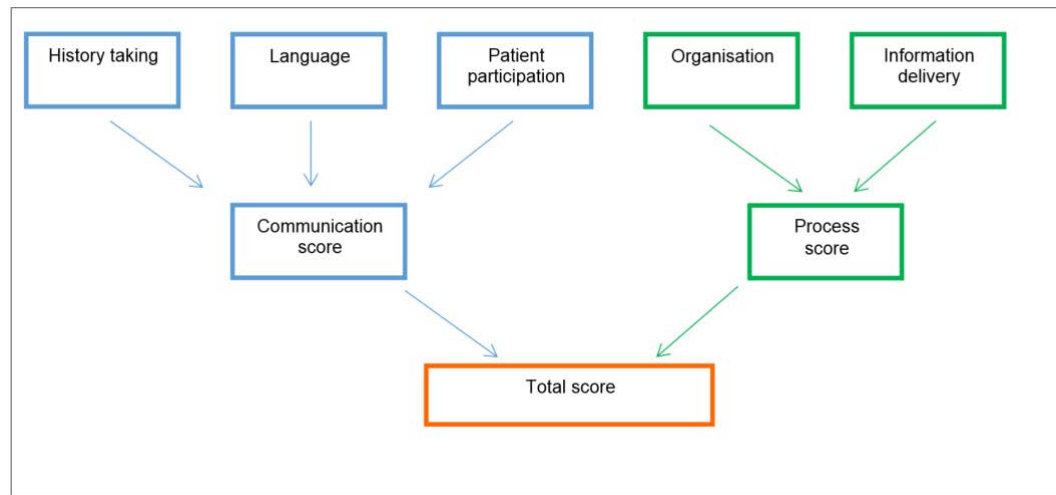 History taking
Language
Patient
participation
Organisation
Information
delivery
Communication
score
Process
score
Total score